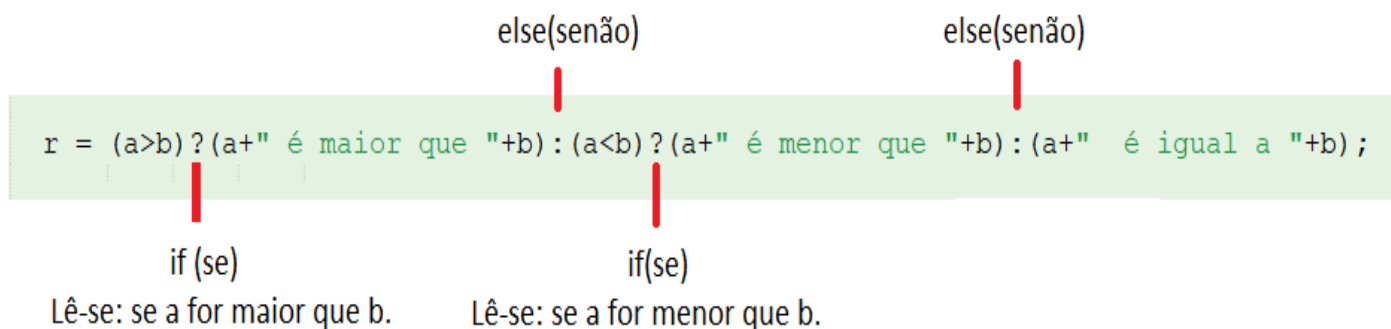 else(senão) else(senão)
r = (a>b)?(a+" é maior que "+b):(a<b)?(a+" é menor que "+b):(a+"  é igual a "+b);
if (se) if(se)
Lê-se: se a for maior que b. Lê-se: se a for menor que b.